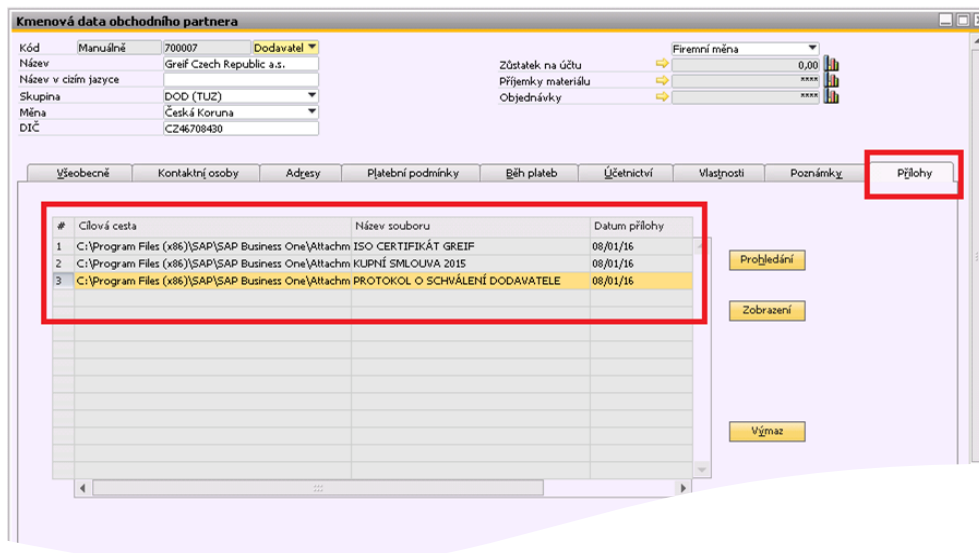 Kmenová data obchodního partnera
Kód Manuálně 700007 Dodavatel Firemní měna
Název Greif Czech Republic a.s. Zůstatek na účtu 0,00
Název v cizím jazyce Příjemky materiálu ****
Skupina DOD (TUZ) Objednávky ****
Měna Česká Koruna
DIČ CZ46708430
Všeobecně Kontaktní osoby Adresy Platební podmínky Běh plateb Účetnictví Vlastnosti Poznámky Přílohy
# Cílová cesta Název souboru Datum přílohy
1 C:\Program Files (x86)\SAP\SAP Business One\Attachm ISO CERTIFIKÁT GREIF 08/01/16
2 C:\Program Files (x86)\SAP\SAP Business One\Attachm KUPNÍ SMLOUVA 2015 08/01/16
3 C:\Program Files (x86)\SAP\SAP Business One\Attachm PROTOKOL O SCHVÁLENÍ DODAVATELE 08/01/16
Prohledání
Zobrazení
Výmaz